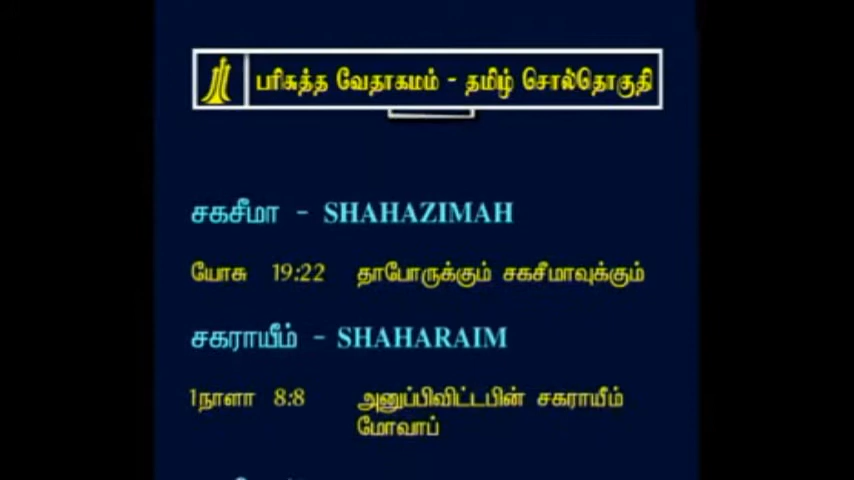 பரிசுத்த வேதாகமம் - தமிழ் சொல்தொகுதி
சகசீமா - SHAHAZIMAH
யோசு 19:22 தாபோருக்கும் சகசீமாவுக்கும்
சகராயீம் - SHAHARAIM
1நாளா 8:8 அனுப்பிவிட்டபின் சகராயீம்
மோவாப்